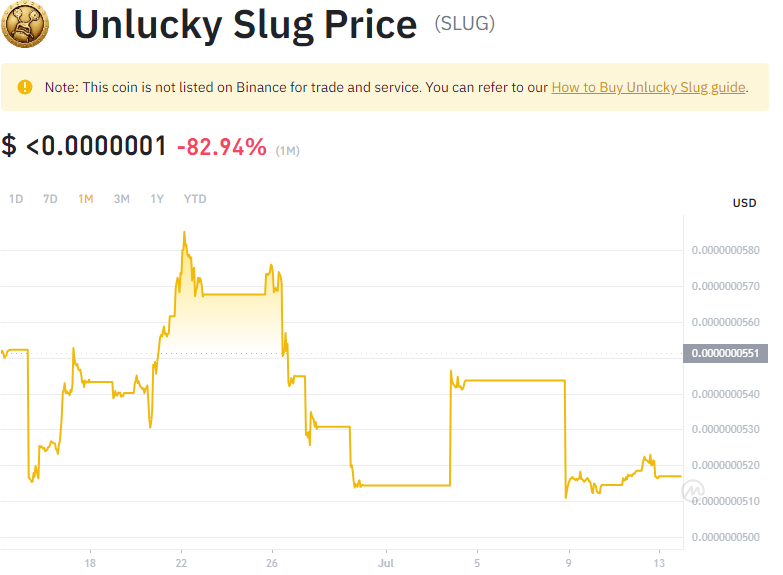 Unlucky Slug Price (SLUG)
Note: This coin is not listed on Binance for trade and service. You can refer to our How to Buy Unlucky Slug guide.
$ <0.0000001 -82.94% (1M)
1D 7D 1M 3M 1Y YTD
USD
0.0000000580
0.0000000570
0.0000000560
0.0000000551
0.0000000540
0.0000000530
0.0000000520
0.0000000510
0.0000000500
18 22 26 Jul 5 9 13